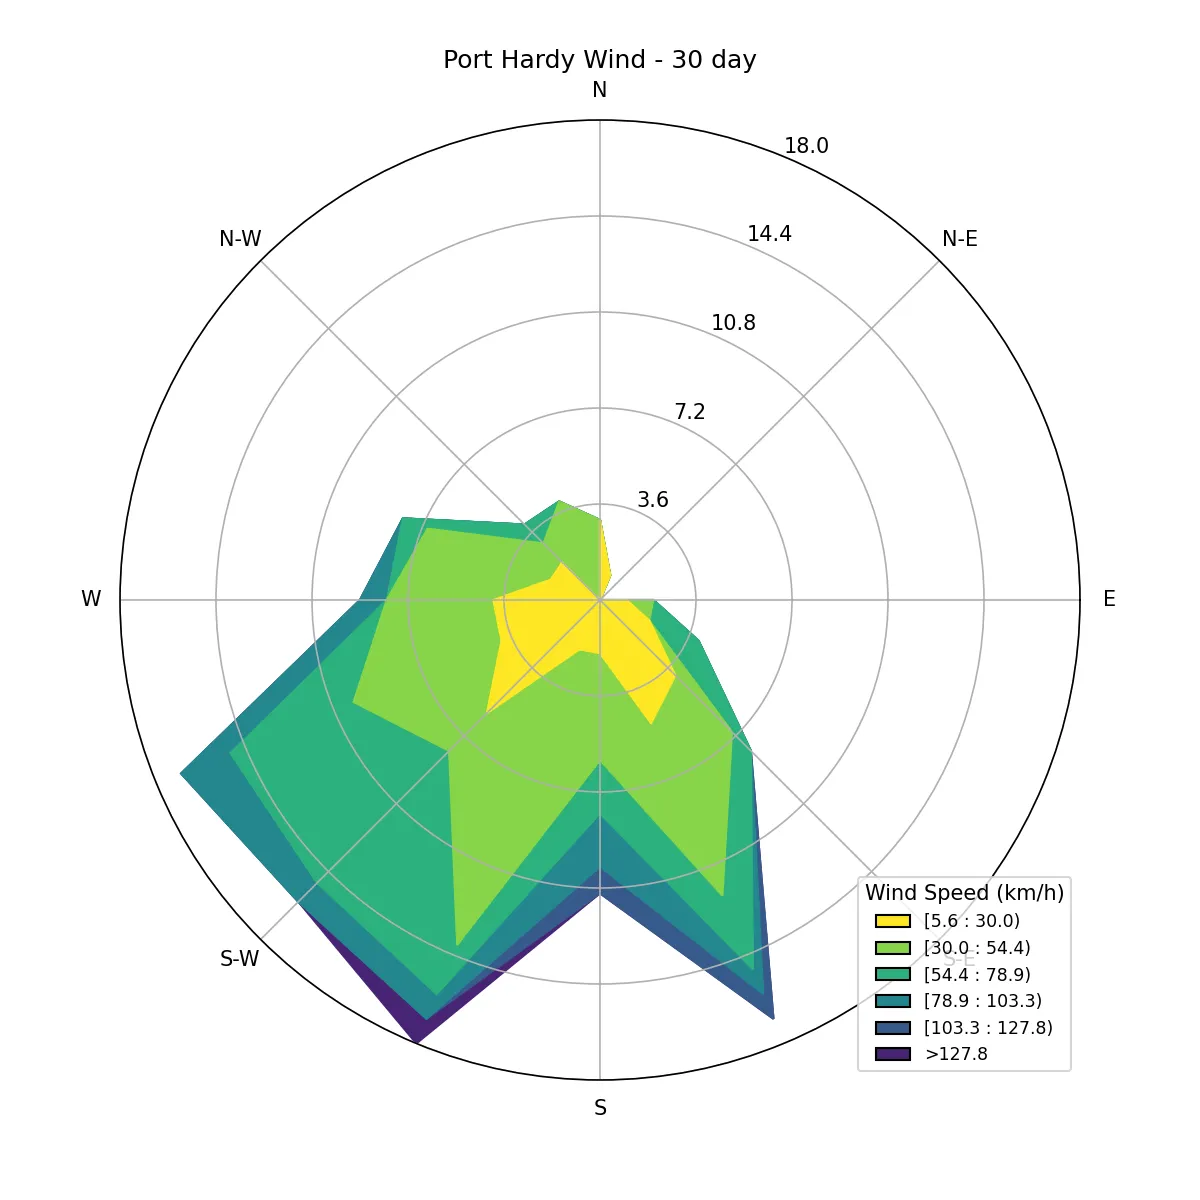 Port Hardy Wind - 30 day
N
18.0
N-W
N-E
14.4
10.8
7.2
3.6
W
E
S-W
S-E
Wind Speed (km/h)
[5.6 : 30.0)
[30.0 : 54.4)
[54.4 : 78.9)
[78.9 : 103.3)
[103.3 : 127.8)
>127.8
S